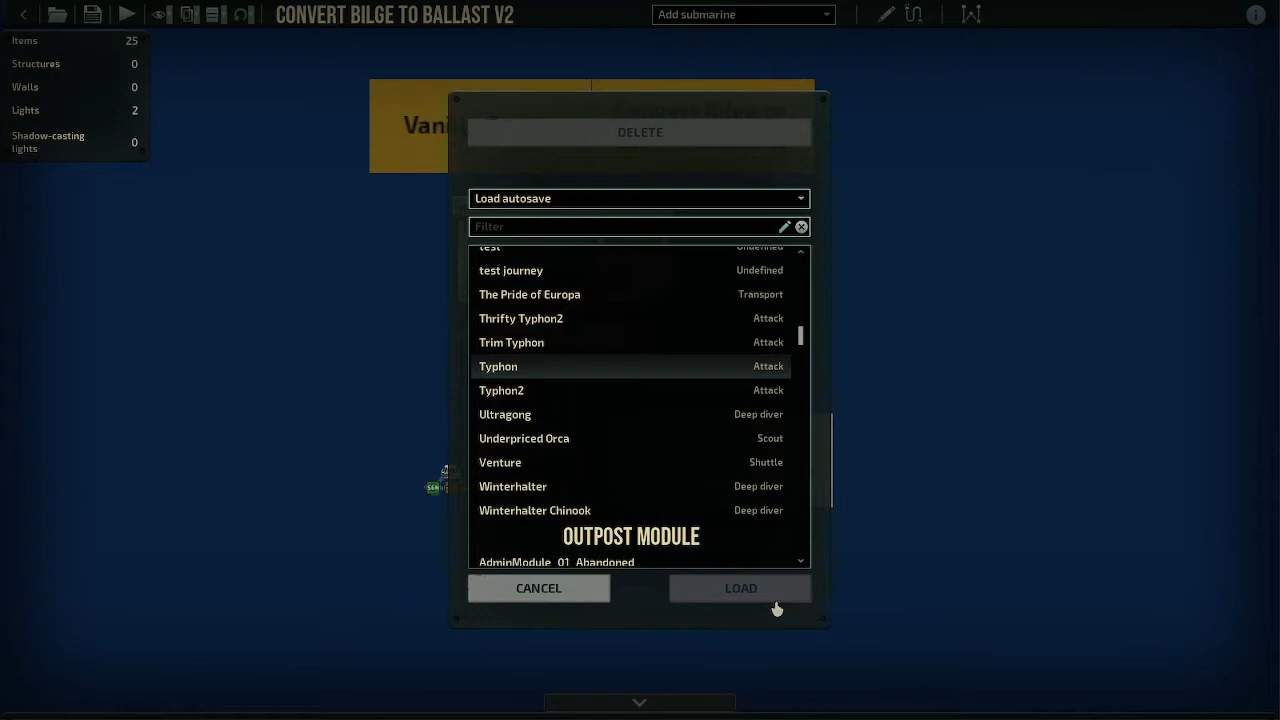 CONVERT BILGE TO BALLAST V2
Add submarine
Items 25
Structures 0
Walls 0
Lights 2
Shadow-casting
lights 0
DELETE
Load autosave
Filter
test Undefined
test journey Undefined
The Pride of Europa Transport
Thrifty Typhon2 Attack
Trim Typhon Attack
Typhon Attack
Typhon2 Attack
Ultragong Deep diver
Underpriced Orca Scout
Venture Shuttle
Winterhalter Deep diver
Winterhalter Chinook Deep diver
OUTPOST MODULE
AdminModule_01_Abandoned
CANCEL
LOAD